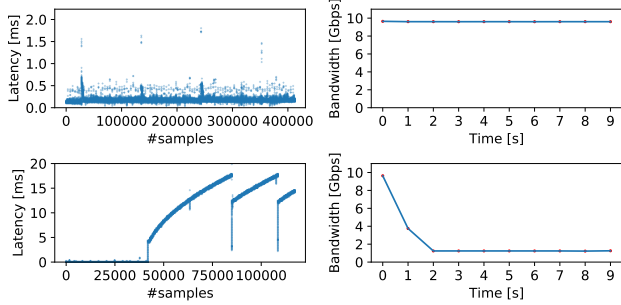 Latency [ms]
2.0
1.5
1.0
0.5
0.0
0 100000 200000 300000 400000
#samples
Bandwidth [Gbps]
10
8
6
4
2
0
0 1 2 3 4 5 6 7 8 9
Time [s]
Latency [ms]
20
15
10
5
0
0 25000 50000 75000 100000
#samples
Bandwidth [Gbps]
10
8
6
4
2
0
0 1 2 3 4 5 6 7 8 9
Time [s]